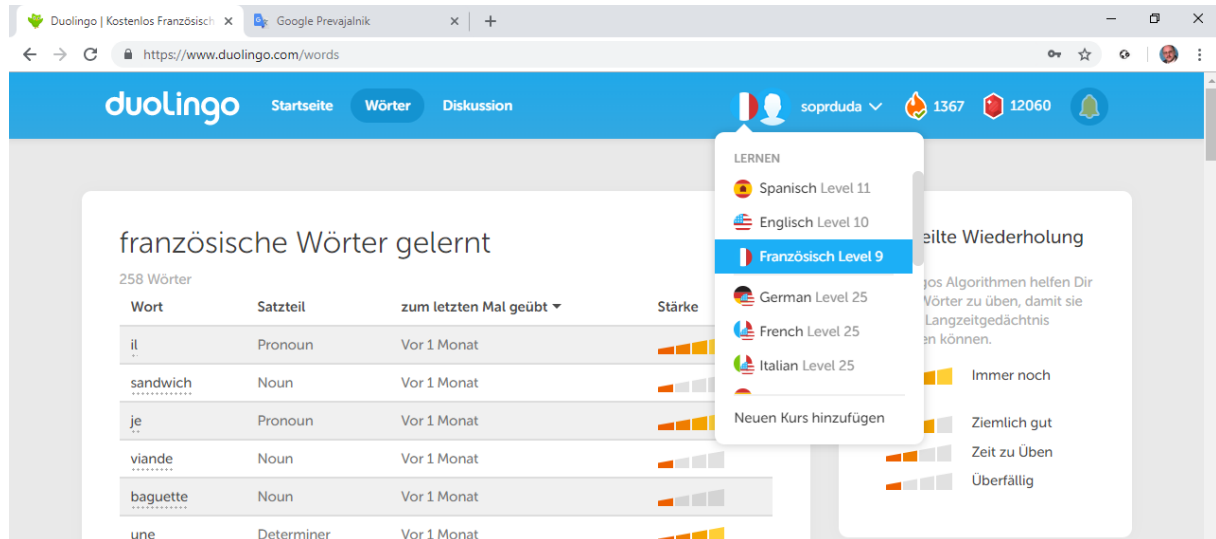 Duolingo | Kostenlos Französisch
Google Prevajalnik
https://www.duolingo.com/words
duolingo
Startseite
Wörter
Diskussion
soprduda
1367
12060
LERNEN
Spanisch Level 11
Englisch Level 10
Französisch Level 9
German Level 25
French Level 25
Italian Level 25
Neuen Kurs hinzufügen
französische Wörter gelernt
258 Wörter
Wort Satzteil zum letzten Mal geübt Stärke
il Pronoun Vor 1 Monat
sandwich Noun Vor 1 Monat
je Pronoun Vor 1 Monat
viande Noun Vor 1 Monat
baguette Noun Vor 1 Monat
une Determiner Vor 1 Monat
eilte Wiederholung
gos Algorithmen helfen Dir
Wörter zu üben, damit sie
Langzeitgedächtnis
en können.
Immer noch
Ziemlich gut
Zeit zu Üben
Überfällig